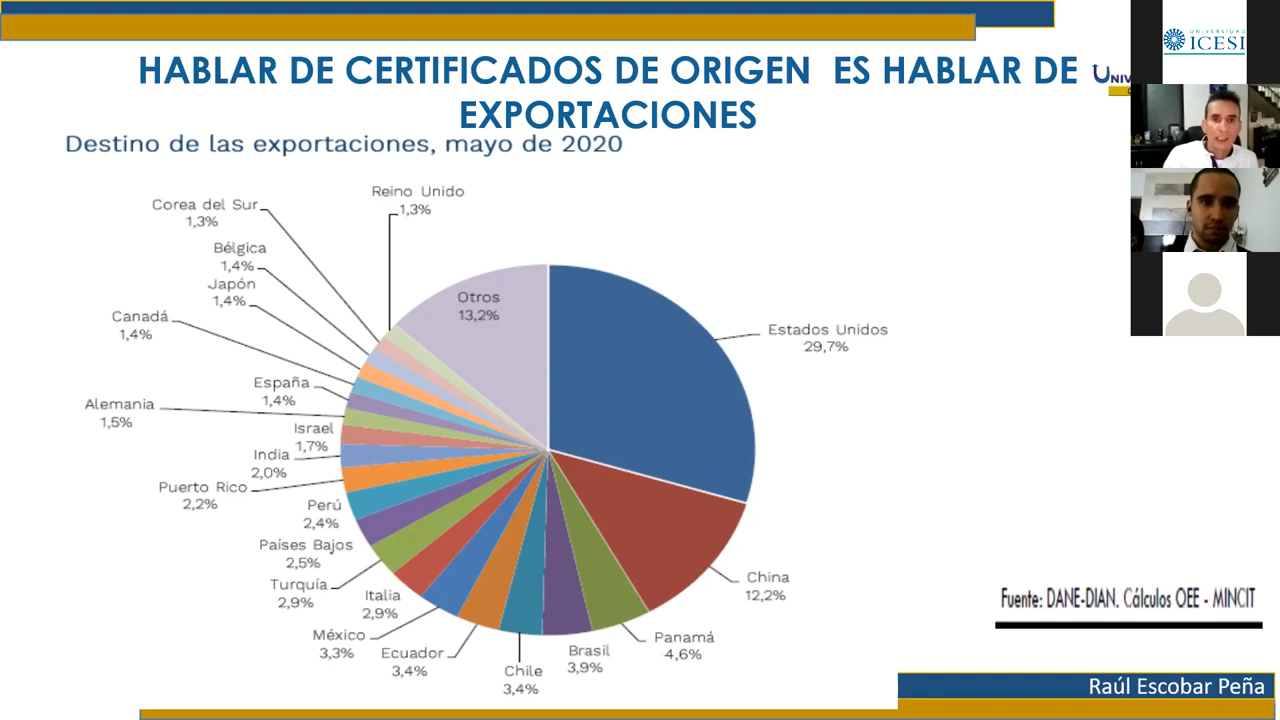 HABLAR DE CERTIFICADOS DE ORIGEN ES HABLAR DE
EXPORTACIONES
Destino de las exportaciones, mayo de 2020
UNIVERSIDAD
ICESI
Reino Unido
1,3%
Corea del Sur
1,3%
Bélgica
1,4%
Japón
1,4%
Canadá
1,4%
España
1,4%
Alemania
1,5%
Israel
1,7%
India
2,0%
Puerto Rico
2,2%
Perú
2,4%
Países Bajos
2,5%
Turquía
2,9%
Italia
2,9%
México
3,3%
Ecuador
3,4%
Chile
3,4%
Brasil
3,9%
Panamá
4,6%
China
12,2%
Estados Unidos
29,7%
Otros
13,2%
Fuente: DANE-DIAN. Cálculos OEE - MINCIT
Raúl Escobar Peña